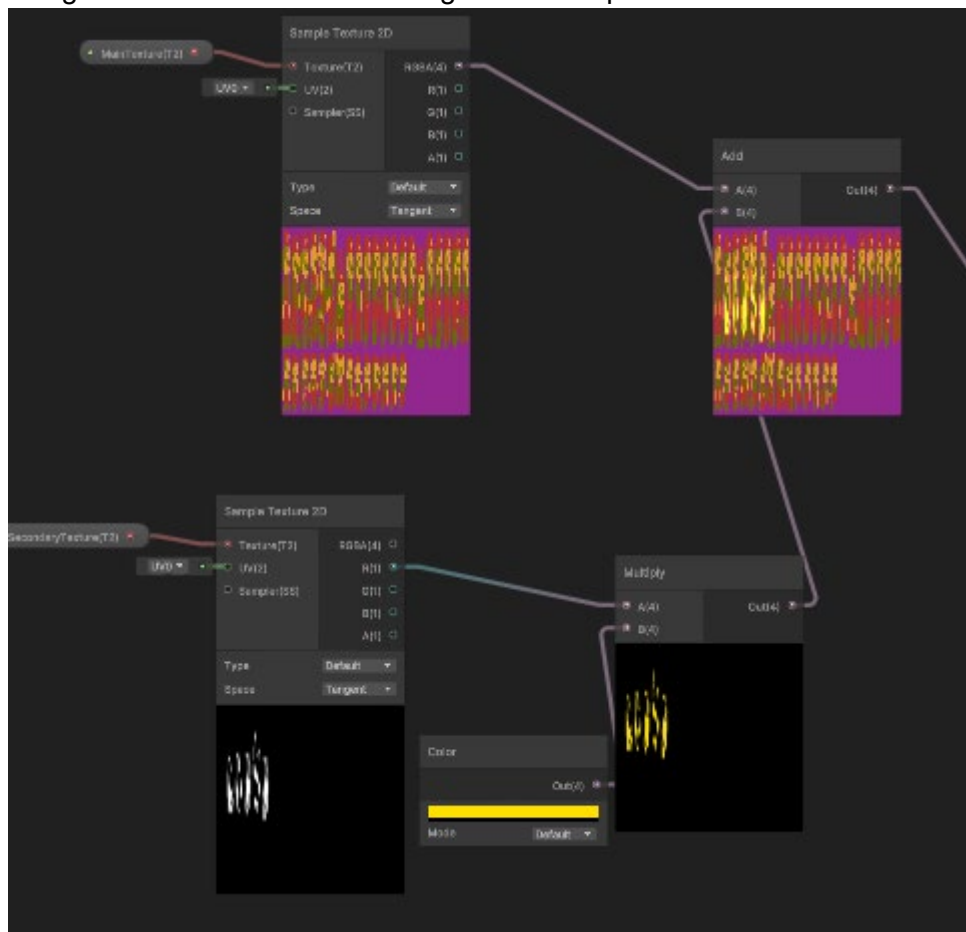 Sample Texture 2D
MainTexture(T2)
Texture(T2)
RGBA(4)
UV0
UV(2)
R(1)
Sampler(SS)
G(1)
B(1)
A(1)
Type
Default
Space
Tangent
Add
A(4)
Out(4)
B(4)
Sample Texture 2D
SecondaryTexture(T2)
Texture(T2)
RGBA(4)
UV0
UV(2)
R(1)
Sampler(SS)
G(1)
B(1)
A(1)
Type
Default
Space
Tangent
Multiply
A(4)
Out(4)
B(4)
Color
Out(4)
Mode
Default